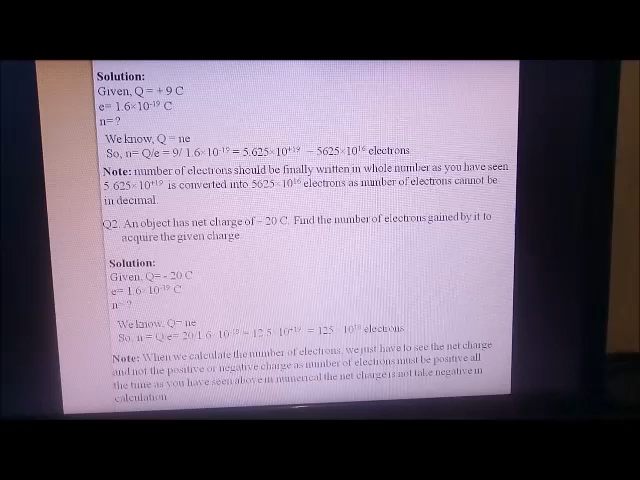 Solution:
Given, Q = + 9 C
e= 1.6×10⁻¹⁹ C
n=?
We know, Q = ne
So, n= Q/e = 9/ 1.6×10⁻¹⁹ = 5.625×10⁺¹⁹ = 5625×10¹⁶ electrons
Note: number of electrons should be finally written in whole number as you have seen
5.625×10⁺¹⁹ is converted into 5625×10¹⁶ electrons as number of electrons cannot be
in decimal.
Q2. An object has net charge of – 20 C. Find the number of electrons gained by it to
acquire the given charge.
Solution:
Given, Q= - 20 C
e= 1.6×10⁻¹⁹ C
n=?
We know, Q= ne
So, n = Q/e= 20/1.6×10⁻¹⁹ = 12.5×10⁺¹⁹ = 125×10¹⁸ electrons
Note: When we calculate the number of electrons, we just have to see the net charge
and not the positive or negative charge as number of electrons must be positive all
the time as you have seen above in numerical the net charge is not take negative in
calculation.